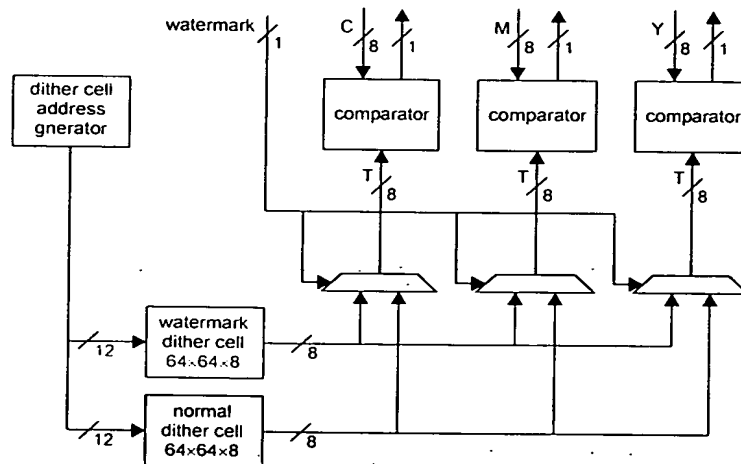 watermark 1 C 8 1 M 8 1 Y 8 1
dither cell
address
gnerator
comparator comparator comparator
T 8 T 8 T 8
12
watermark
dither cell
64×64×8
8
12
normal
dither cell
64×64×8
8